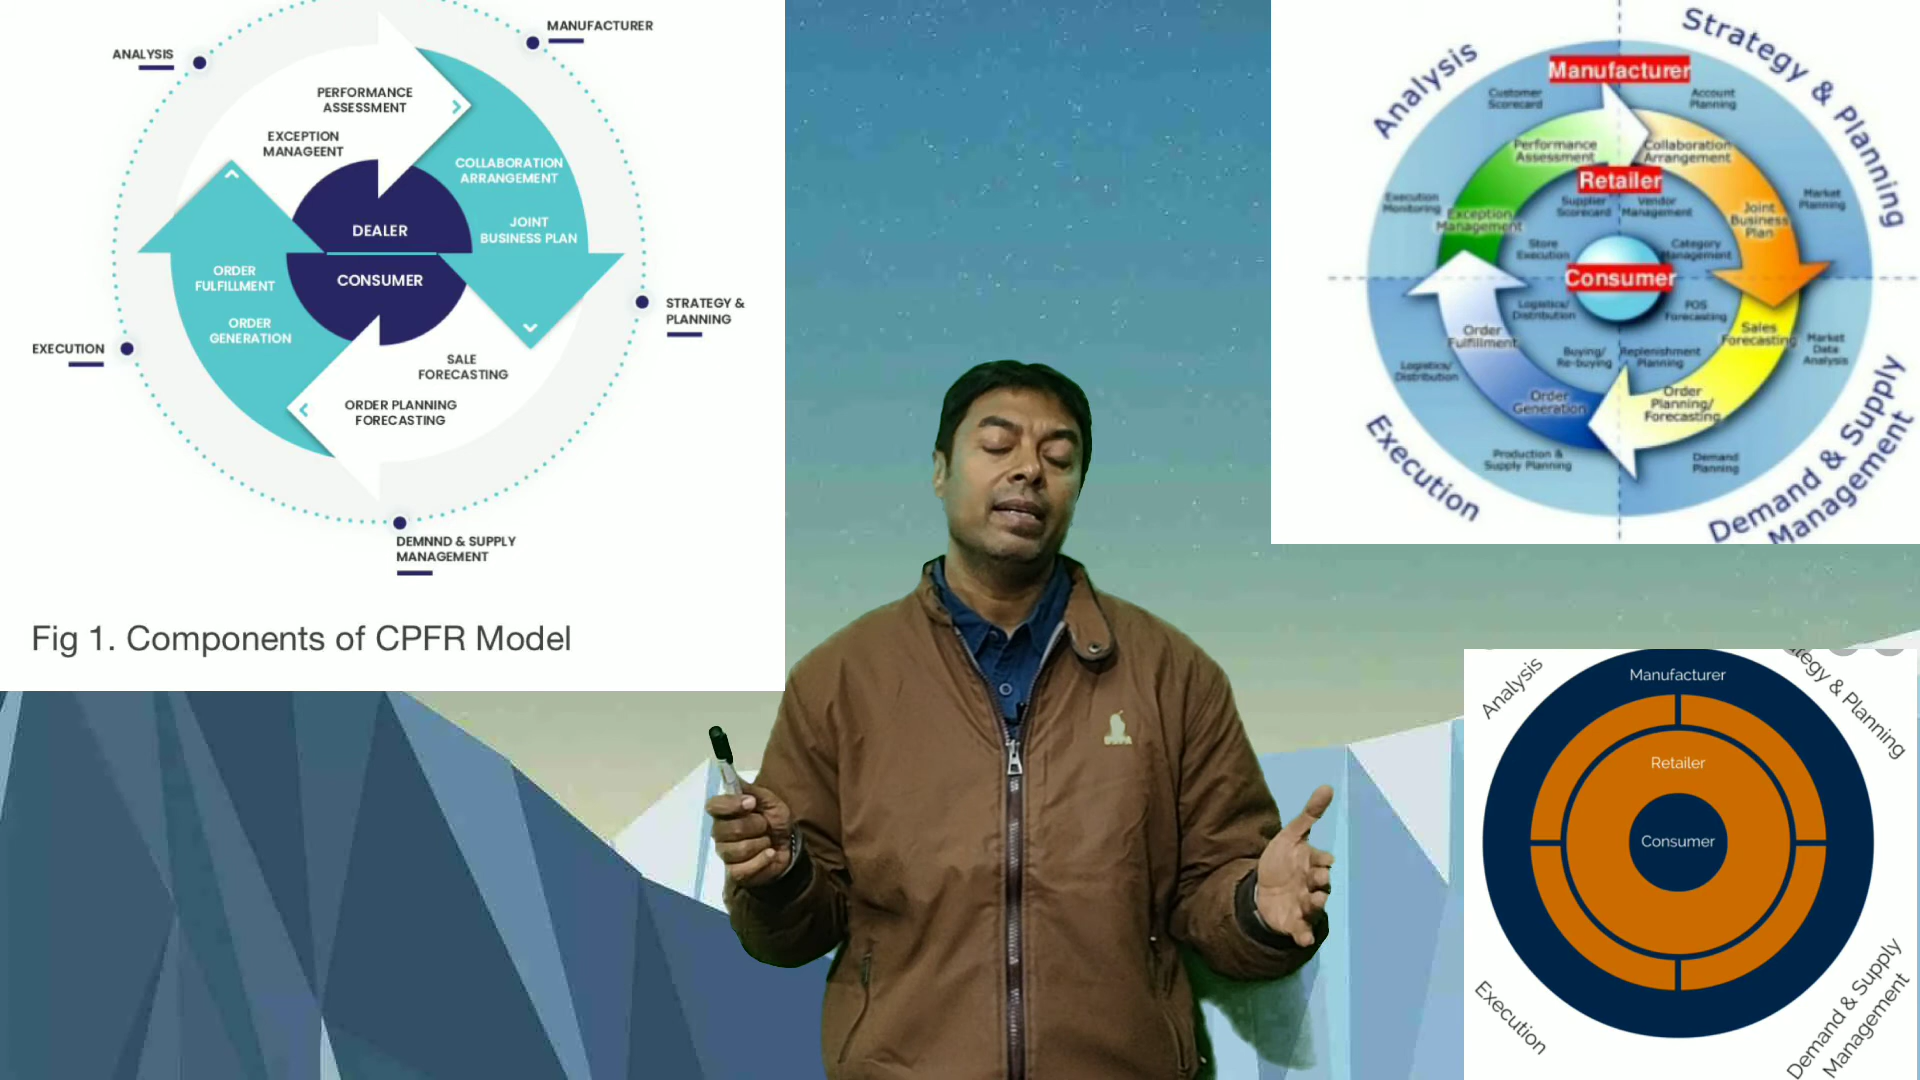 MANUFACTURER
ANALYSIS
PERFORMANCE
ASSESSMENT
EXCEPTION
MANAGEENT
COLLABORATION
ARRANGEMENT
JOINT
BUSINESS PLAN
DEALER
CONSUMER
ORDER
FULFILLMENT
ORDER
GENERATION
STRATEGY &
PLANNING
EXECUTION
SALE
FORECASTING
ORDER PLANNING
FORECASTING
DEMNND & SUPPLY
MANAGEMENT
Fig 1. Components of CPFR Model
Analysis
Strategy & Planning
Manufacturer
Customer
Scorecard
Account
Planning
Performance
Assessment
Collaboration
Arrangement
Retailer
Execution
Monitoring
Exception
Management
Supplier
Scorecard
Vendor
Management
Joint
Business
Plan
Market
Planning
Store
Execution
Category
Management
Consumer
Logistics/
Distribution
POS
Forecasting
Order
Fulfillment
Sales
Forecasting
Market
Data
Analysis
Logistics/
Distribution
Buying/
Re-buying
Replenishment
Planning
Order
Generation
Order
Planning/
Forecasting
Production &
Supply Planning
Demand
Planning
Execution
Demand & Supply
Management
Analysis
tegy & Planning
Manufacturer
Retailer
Consumer
Execution
Demand & Supply
Management